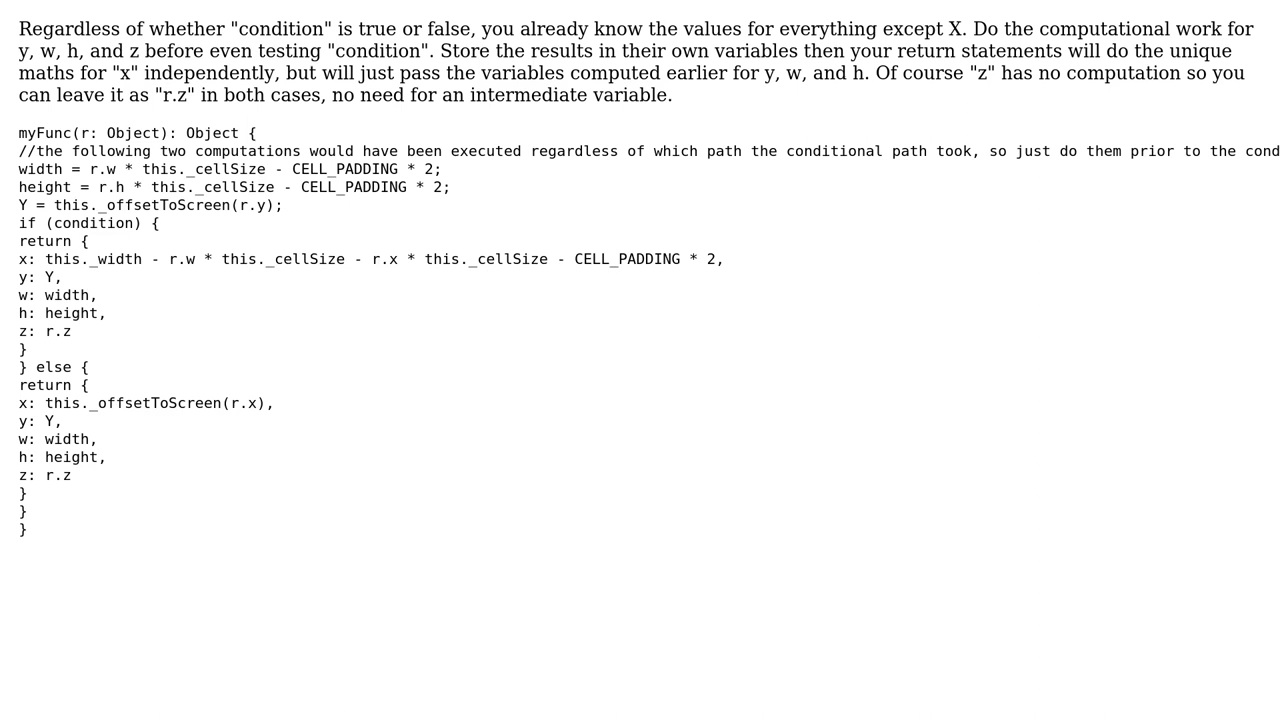 Regardless of whether "condition" is true or false, you already know the values for everything except X. Do the computational work for
y, w, h, and z before even testing "condition". Store the results in their own variables then your return statements will do the unique
maths for "x" independently, but will just pass the variables computed earlier for y, w, and h. Of course "z" has no computation so you
can leave it as "r.z" in both cases, no need for an intermediate variable.
myFunc(r: Object): Object {
//the following two computations would have been executed regardless of which path the conditional path took, so just do them prior to the
width = r.w * this._cellSize - CELL_PADDING * 2;
height = r.h * this._cellSize - CELL_PADDING * 2;
Y = this._offsetToScreen(r.y);
if (condition) {
return {
x: this._width - r.w * this._cellSize - r.x * this._cellSize - CELL_PADDING * 2,
y: Y,
w: width,
h: height,
z: r.z
}
} else {
return {
x: this._offsetToScreen(r.x),
y: Y,
w: width,
h: height,
z: r.z
}
}
}